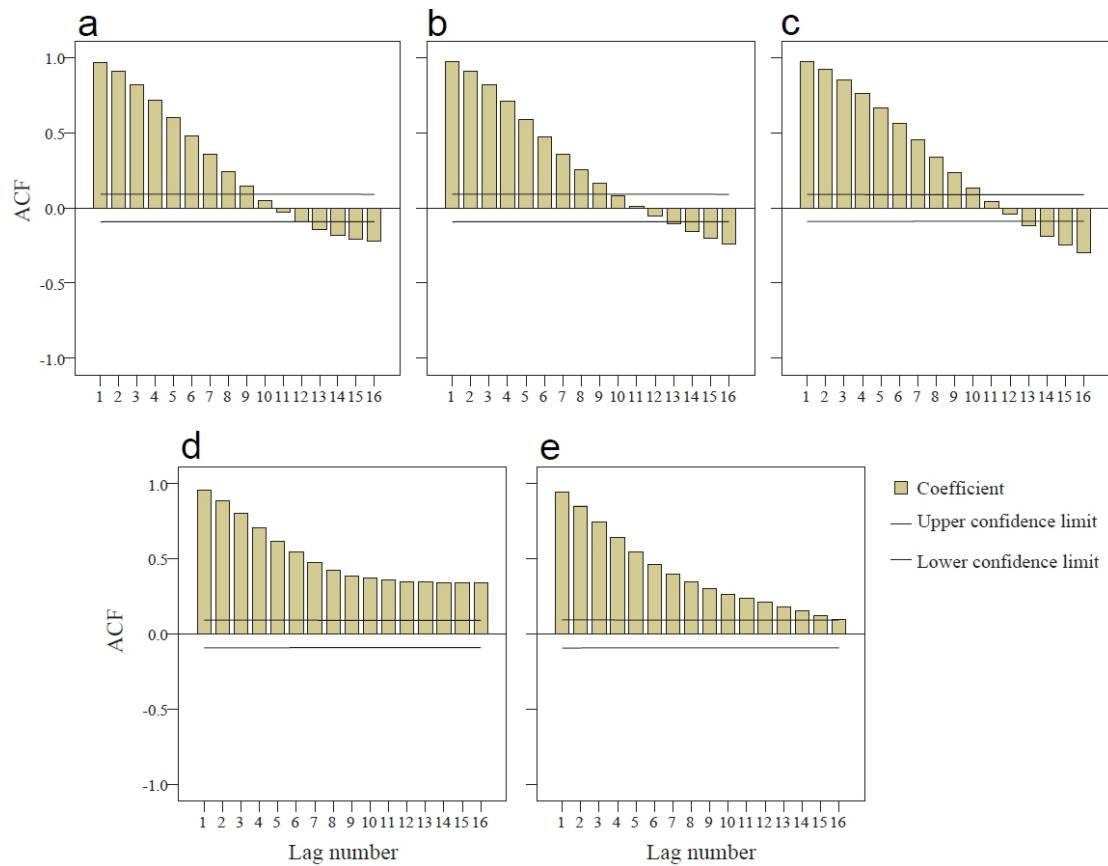 a b c
1.0
0.5
0.0
-0.5
-1.0
ACF
1 2 3 4 5 6 7 8 9 10 11 12 13 14 15 16
1 2 3 4 5 6 7 8 9 10 11 12 13 14 15 16
1 2 3 4 5 6 7 8 9 10 11 12 13 14 15 16
d e
1.0
0.5
0.0
-0.5
-1.0
ACF
1 2 3 4 5 6 7 8 9 10 11 12 13 14 15 16
1 2 3 4 5 6 7 8 9 10 11 12 13 14 15 16
Lag number
Lag number
Coefficient
Upper confidence limit
Lower confidence limit